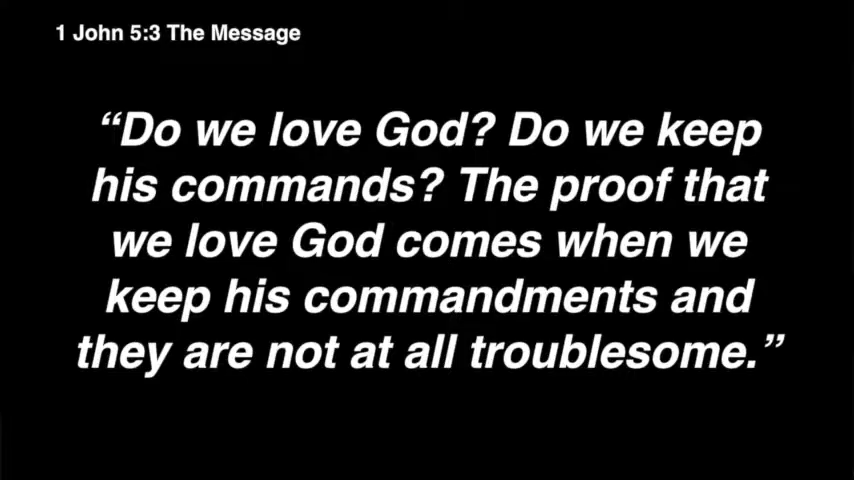 1 John 5:3 The Message
“Do we love God? Do we keep
his commands? The proof that
we love God comes when we
keep his commandments and
they are not at all troublesome.”